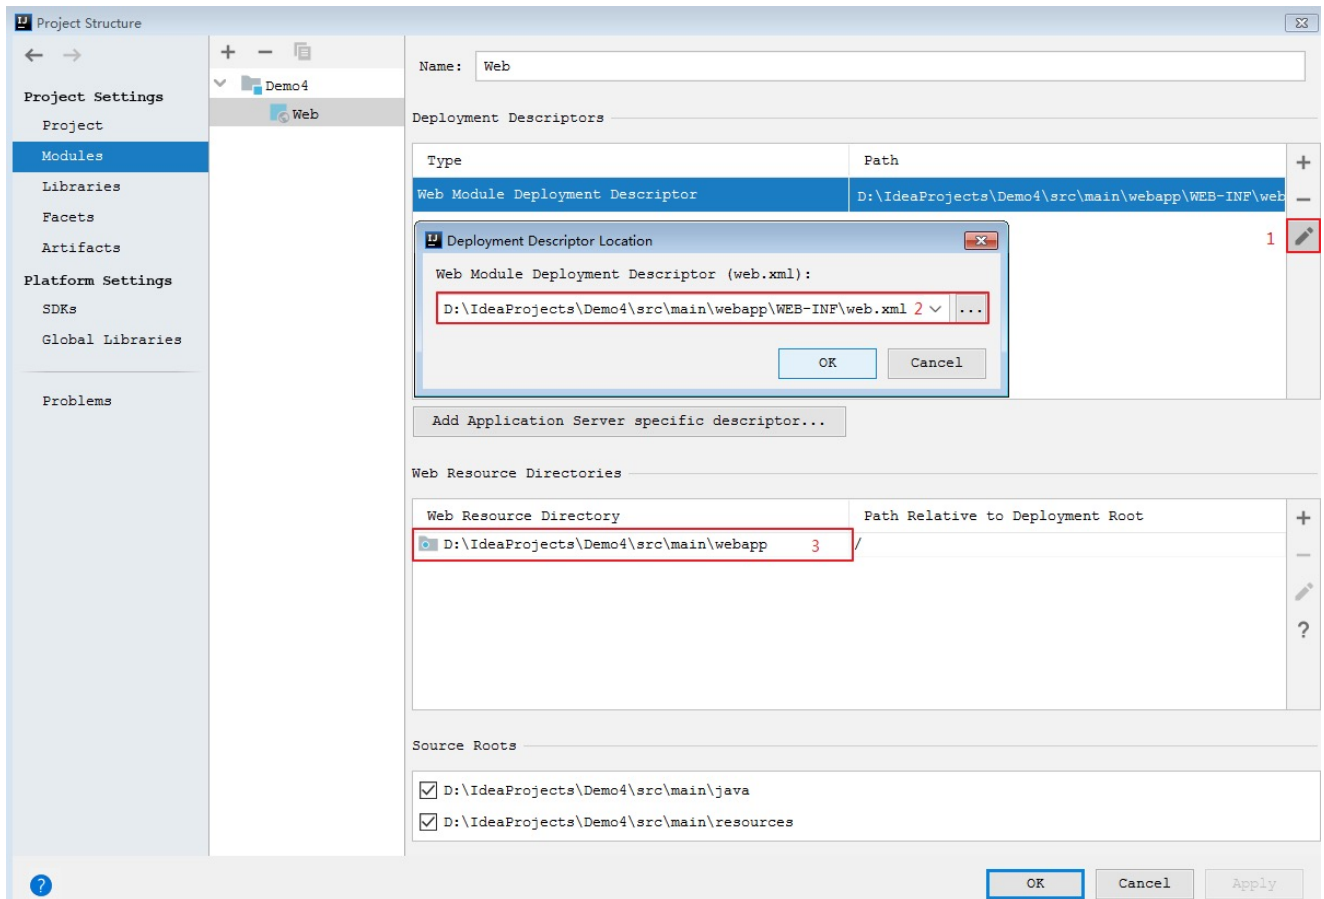 Project Structure
Project Settings
Project
Modules
Libraries
Facets
Artifacts
Platform Settings
SDKs
Global Libraries
Problems
Demo4
Web
Name: Web
Deployment Descriptors
Type Path
Web Module Deployment Descriptor D:\IdeaProjects\Demo4\src\main\webapp\WEB-INF\web
1
Deployment Descriptor Location
Web Module Deployment Descriptor (web.xml):
D:\IdeaProjects\Demo4\src\main\webapp\WEB-INF\web.xml 2 ...
OK Cancel
Add Application Server specific descriptor...
Web Resource Directories
Web Resource Directory Path Relative to Deployment Root
D:\IdeaProjects\Demo4\src\main\webapp 3 /
?
Source Roots
D:\IdeaProjects\Demo4\src\main\java
D:\IdeaProjects\Demo4\src\main\resources
? OK Cancel Apply